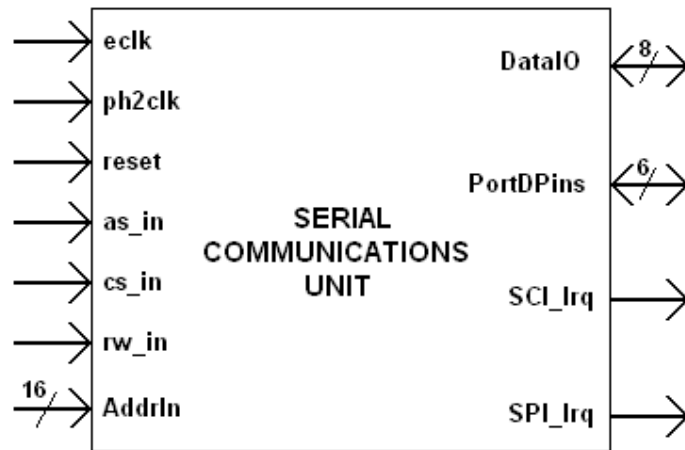 eclk
ph2clk
reset
as_in
cs_in
rw_in
16
AddrIn
SERIAL
COMMUNICATIONS
UNIT
DataIO
8
PortDPins
6
SCI_Irq
SPI_Irq